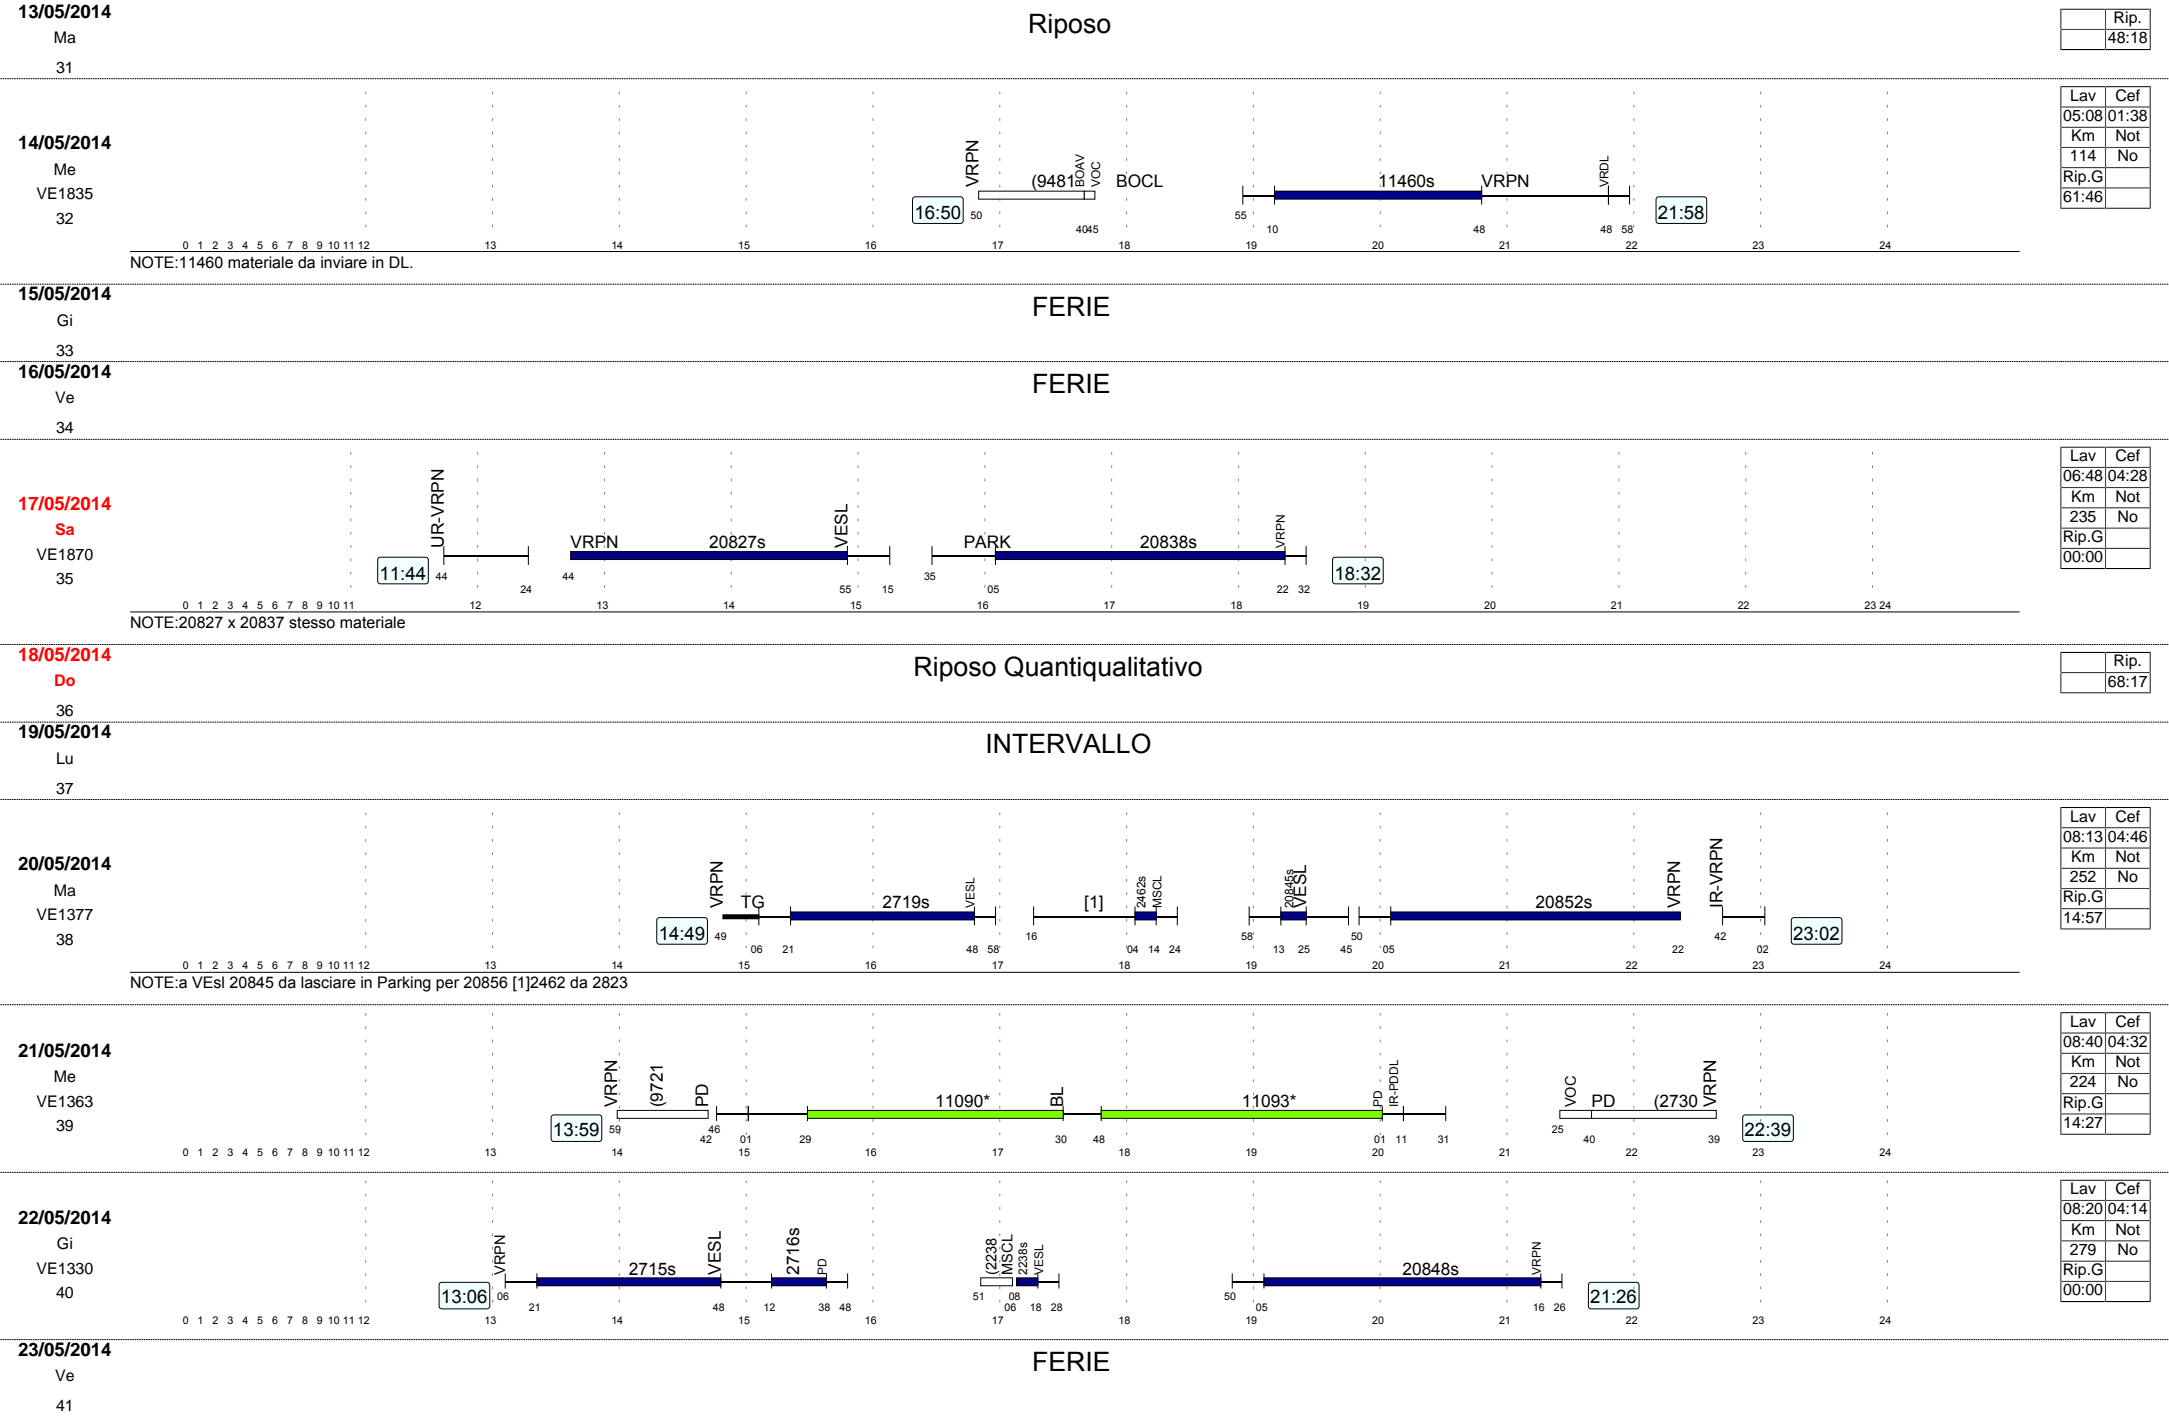 13/05/2014
Ma
31
Riposo
Rip.
48:18
14/05/2014
Me
VE1835
32
16:50
VRPN
50
(9481
BOAV
VOC
4045
BOCL
55
10
11460s
VRPN
48
VRDL
48 58
21:58
0 1 2 3 4 5 6 7 8 9 10 11 12 13 14 15 16 17 18 19 20 21 22 23 24
NOTE:11460 materiale da inviare in DL.
Lav Cef
05:08 01:38
Km Not
114 No
Rip.G
61:46
15/05/2014
Gi
33
FERIE
16/05/2014
Ve
34
FERIE
17/05/2014
Sa
VE1870
35
11:44
UR-VRPN
44
24
VRPN
44
20827s
VESL
55 15
35
PARK
05
20838s
VRPN
22 32
18:32
0 1 2 3 4 5 6 7 8 9 10 11 12 13 14 15 16 17 18 19 20 21 22 23 24
NOTE:20827 x 20837 stesso materiale
Lav Cef
06:48 04:28
Km Not
235 No
Rip.G
00:00
18/05/2014
Do
36
Riposo Quantiqualitativo
Rip.
68:17
19/05/2014
Lu
37
INTERVALLO
20/05/2014
Ma
VE1377
38
14:49
VRPN
49
TG
06 21
2719s
VESL
48 58
16
[1]
2462s
MSCL
04 14 24
58
20845s
VESL
13 25 45
50 05
20852s
VRPN
22
IR-VRPN
42 02
23:02
0 1 2 3 4 5 6 7 8 9 10 11 12 13 14 15 16 17 18 19 20 21 22 23 24
NOTE:a VEsl 20845 da lasciare in Parking per 20856 [1]2462 da 2823
Lav Cef
08:13 04:46
Km Not
252 No
Rip.G
14:57
21/05/2014
Me
VE1363
39
13:59
VRPN
59
(9721
PD
42 46 01 29
11090*
BL
30 48
11093*
PD
IR-PDDL
01 11 31
VOC
25
PD
40
(2730
VRPN
39
22:39
0 1 2 3 4 5 6 7 8 9 10 11 12 13 14 15 16 17 18 19 20 21 22 23 24
Lav Cef
08:40 04:32
Km Not
224 No
Rip.G
14:27
22/05/2014
Gi
VE1330
40
13:06
VRPN
06 21
2715s
VESL
48 12
2716s
PD
38 48
(2238
MSCL
51 06 08
2238s
VESL
18 28
50 05
20848s
VRPN
16 26
21:26
0 1 2 3 4 5 6 7 8 9 10 11 12 13 14 15 16 17 18 19 20 21 22 23 24
Lav Cef
08:20 04:14
Km Not
279 No
Rip.G
00:00
23/05/2014
Ve
41
FERIE